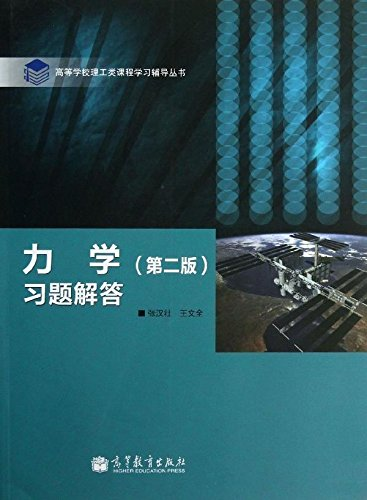 高等学校理工类课程学习辅导丛书
力 学(第二版)
习题解答
■ 张汉壮 王文全
高等教育出版社
HIGHER EDUCATION PRESS